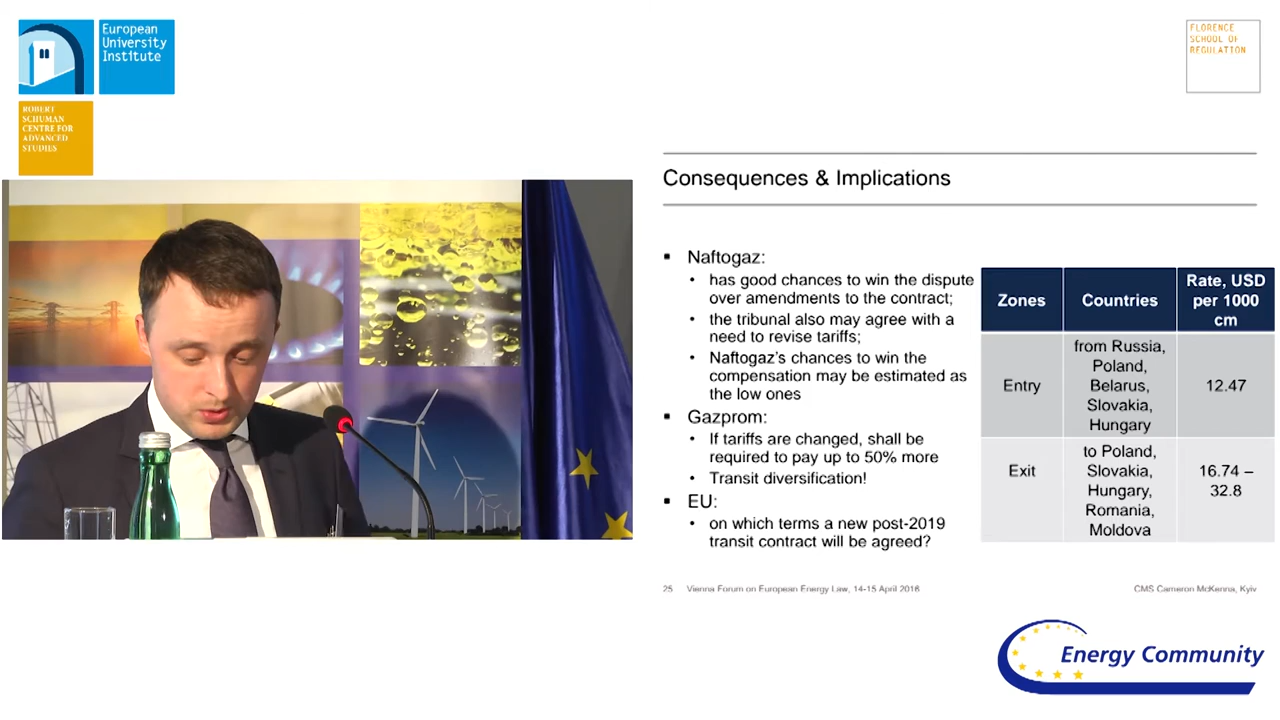 European
University
Institute
FLORENCE
SCHOOL OF
REGULATION
ROBERT
SCHUMAN
CENTRE FOR
ADVANCED
STUDIES
Consequences & Implications
▪ Naftogaz:
• has good chances to win the dispute
over amendments to the contract;
• the tribunal also may agree with a
need to revise tariffs;
• Naftogaz's chances to win the
compensation may be estimated as
the low ones
▪ Gazprom:
• If tariffs are changed, shall be
required to pay up to 50% more
• Transit diversification!
▪ EU:
• on which terms a new post-2019
transit contract will be agreed?
Zones
Countries
Rate, USD
per 1000
cm
Entry
from Russia,
Poland,
Belarus,
Slovakia,
Hungary
12.47
Exit
to Poland,
Slovakia,
Hungary,
Romania,
Moldova
16.74 –
32.8
25 Vienna Forum on European Energy Law, 14-15 April 2016
CMS Cameron McKenna, Kyiv
Energy Community